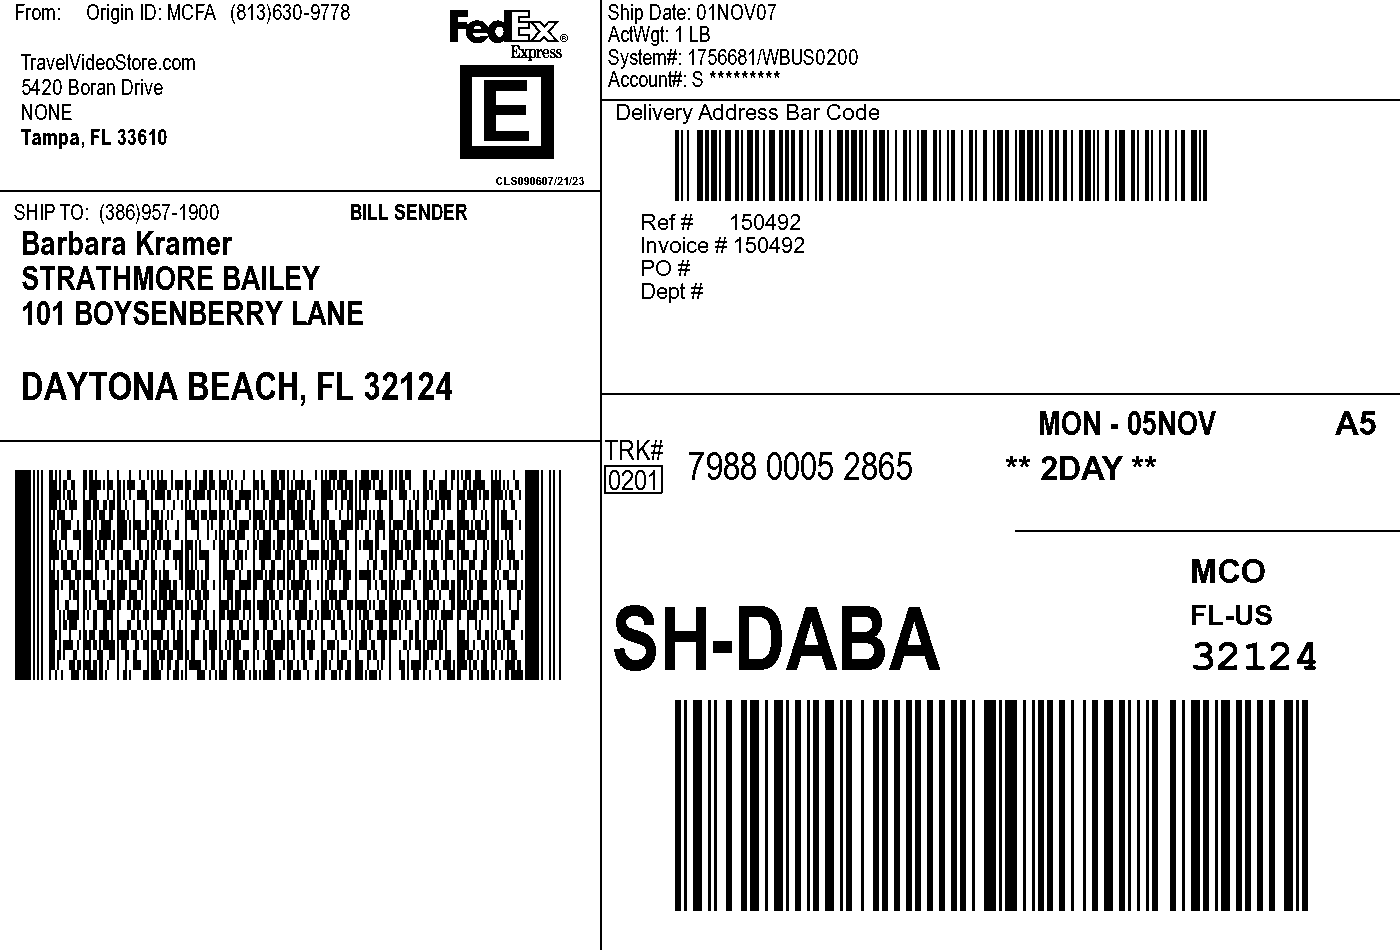 From: Origin ID: MCFA (813)630-9778
TravelVideoStore.com
5420 Boran Drive
NONE
Tampa, FL 33610
FedEx®
Express
E
CLS090607/21/23
Ship Date: 01NOV07
ActWgt: 1 LB
System#: 1756681/WBUS0200
Account#: S *********
Delivery Address Bar Code
Ref # 150492
Invoice # 150492
PO #
Dept #
SHIP TO: (386)957-1900 BILL SENDER
Barbara Kramer
STRATHMORE BAILEY
101 BOYSENBERRY LANE
DAYTONA BEACH, FL 32124
TRK#
0201
7988 0005 2865
MON - 05NOV A5
** 2DAY **
MCO
FL-US
32124
SH-DABA